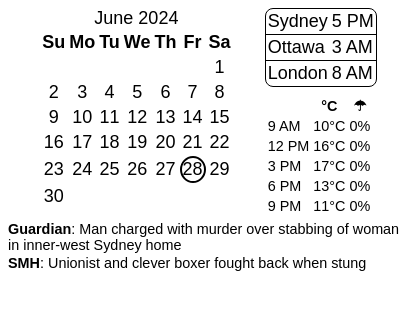 June 2024
Su Mo Tu We Th Fr Sa
1
2 3 4 5 6 7 8
9 10 11 12 13 14 15
16 17 18 19 20 21 22
23 24 25 26 27 28 29
30
Sydney 5 PM
Ottawa 3 AM
London 8 AM
°C ☂
9 AM 10°C 0%
12 PM 16°C 0%
3 PM 17°C 0%
6 PM 13°C 0%
9 PM 11°C 0%
Guardian: Man charged with murder over stabbing of woman
in inner-west Sydney home
SMH: Unionist and clever boxer fought back when stung